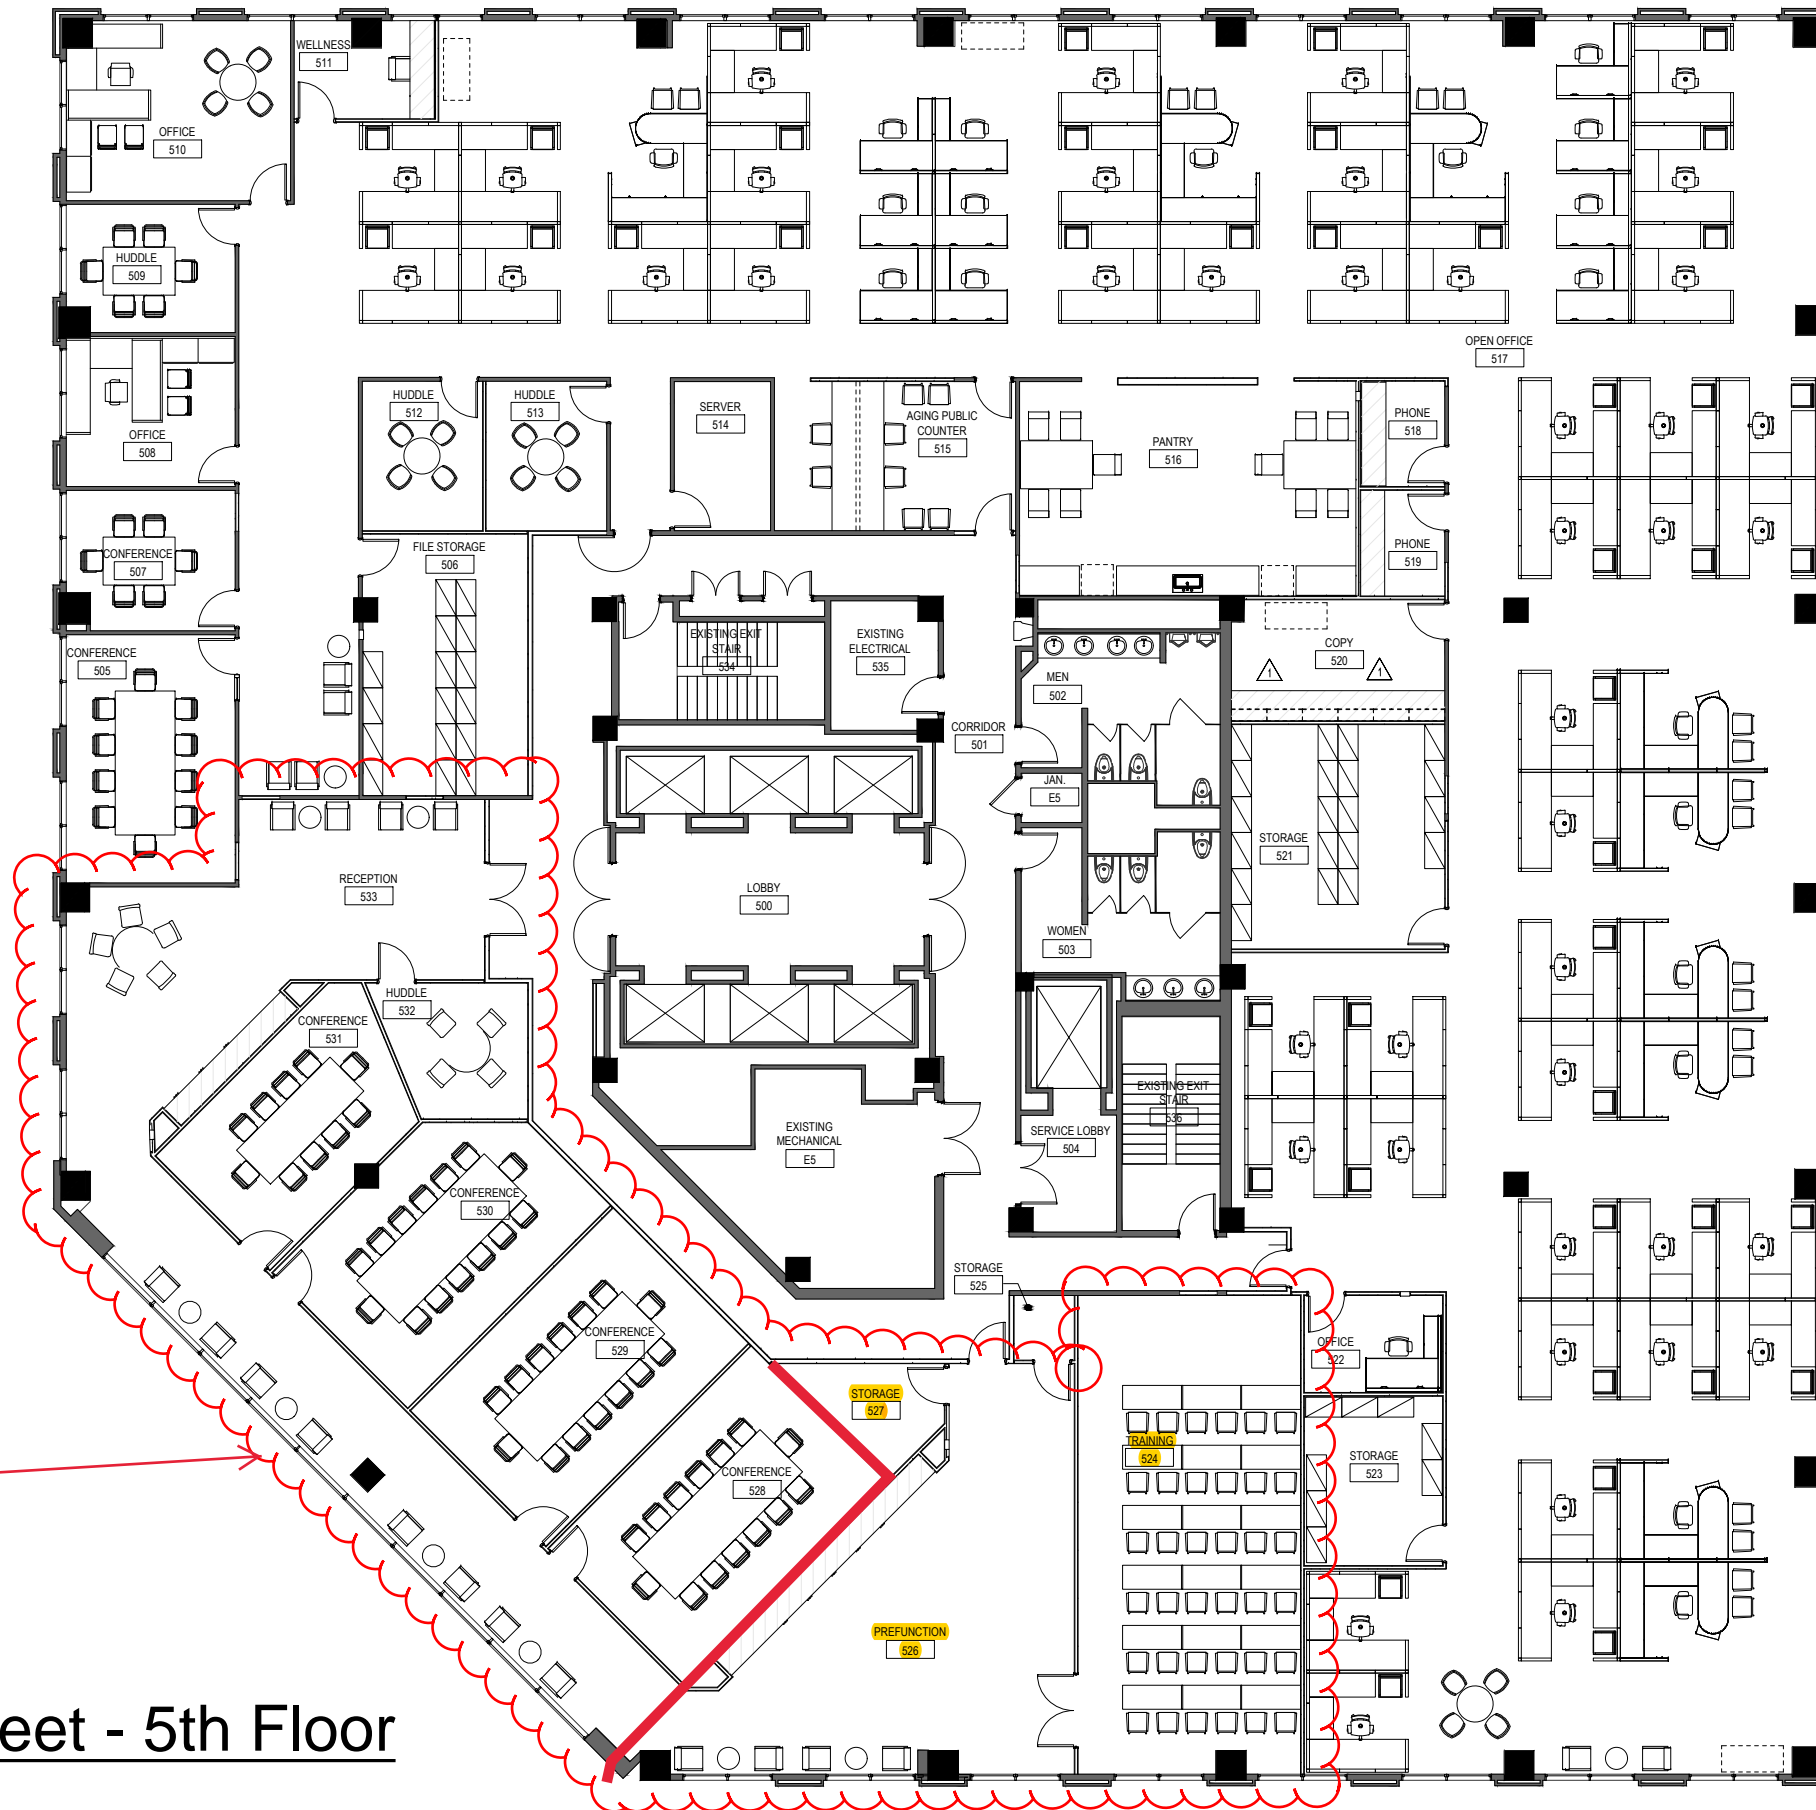 WELLNESS
511
OFFICE
510
HUDDLE
509
OPEN OFFICE
517
OFFICE
508
HUDDLE
512
HUDDLE
513
SERVER
514
AGING PUBLIC
COUNTER
515
PANTRY
516
PHONE
518
PHONE
519
CONFERENCE
507
FILE STORAGE
506
CONFERENCE
505
EXISTING EXIT
STAIR
534
EXISTING
ELECTRICAL
535
MEN
502
COPY
520
1
1
CORRIDOR
501
JAN.
E5
STORAGE
521
RECEPTION
533
LOBBY
500
WOMEN
503
HUDDLE
532
CONFERENCE
531
EXISTING
MECHANICAL
E5
SERVICE LOBBY
504
EXISTING EXIT
STAIR
536
CONFERENCE
530
STORAGE
525
CONFERENCE
529
OFFICE
522
STORAGE
527
TRAINING
524
STORAGE
523
CONFERENCE
528
PREFUNCTION
526
eet - 5th Floor